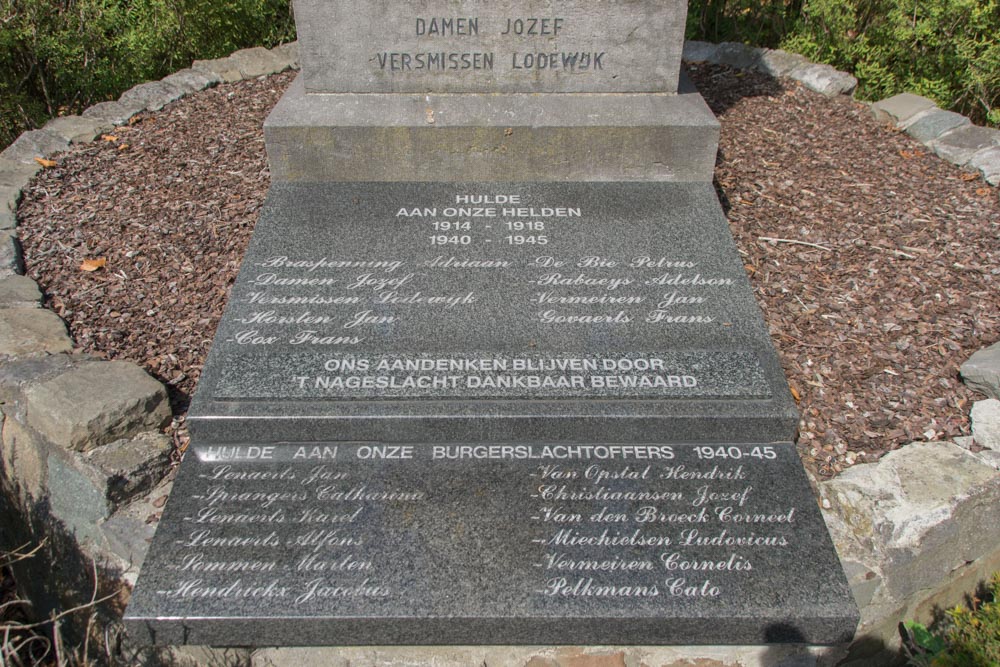 DAMEN JOZEF
VERSMISSEN LODEWIJK
HULDE
AAN ONZE HELDEN
1914 - 1918
1940 - 1945
-Braspenning Adriaan
-Damen Jozef
-Versmissen Lodewijk
-Horsten Jan
-Cox Frans
-De Bie Petrus
-Rabaeys Adelson
-Vermeiren Jan
-Govaerts Frans
ONS AANDENKEN BLIJVEN DOOR
'T NAGESLACHT DANKBAAR BEWAARD
HULDE AAN ONZE BURGERSLACHTOFFERS 1940-45
-Lenaerts Jan
-Sprangers Catharina
-Lenaerts Karel
-Lenaerts Alfons
-Sommen Marten
-Hendrickx Jacobus
-Van Opstal Hendrik
-Christiaansen Jozef
-Van den Broeck Corneel
-Miechielsen Ludovicus
-Vermeiren Cornelis
-Pelkmans Cato